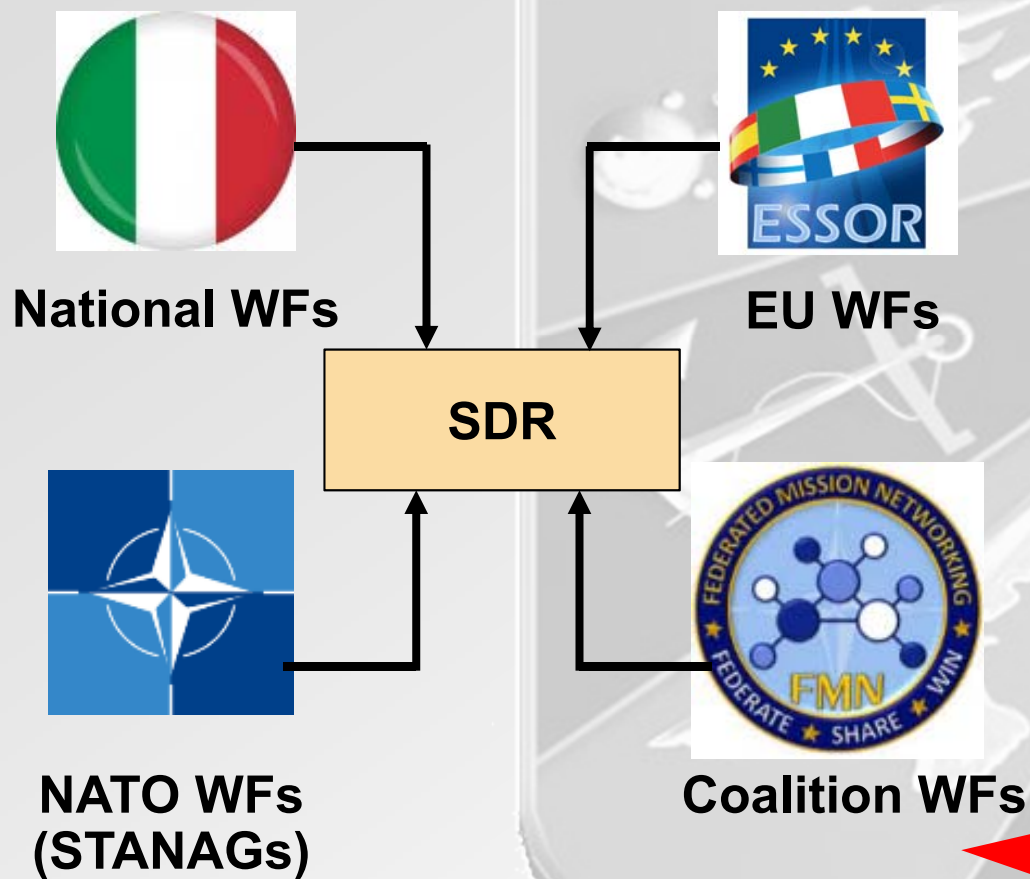 ESSOR
National WFs
EU WFs
SDR
FEDERATED MISSION NETWORKING
FMN
FEDERATE ★ SHARE ★ WIN
NATO WFs
(STANAGs)
Coalition WFs